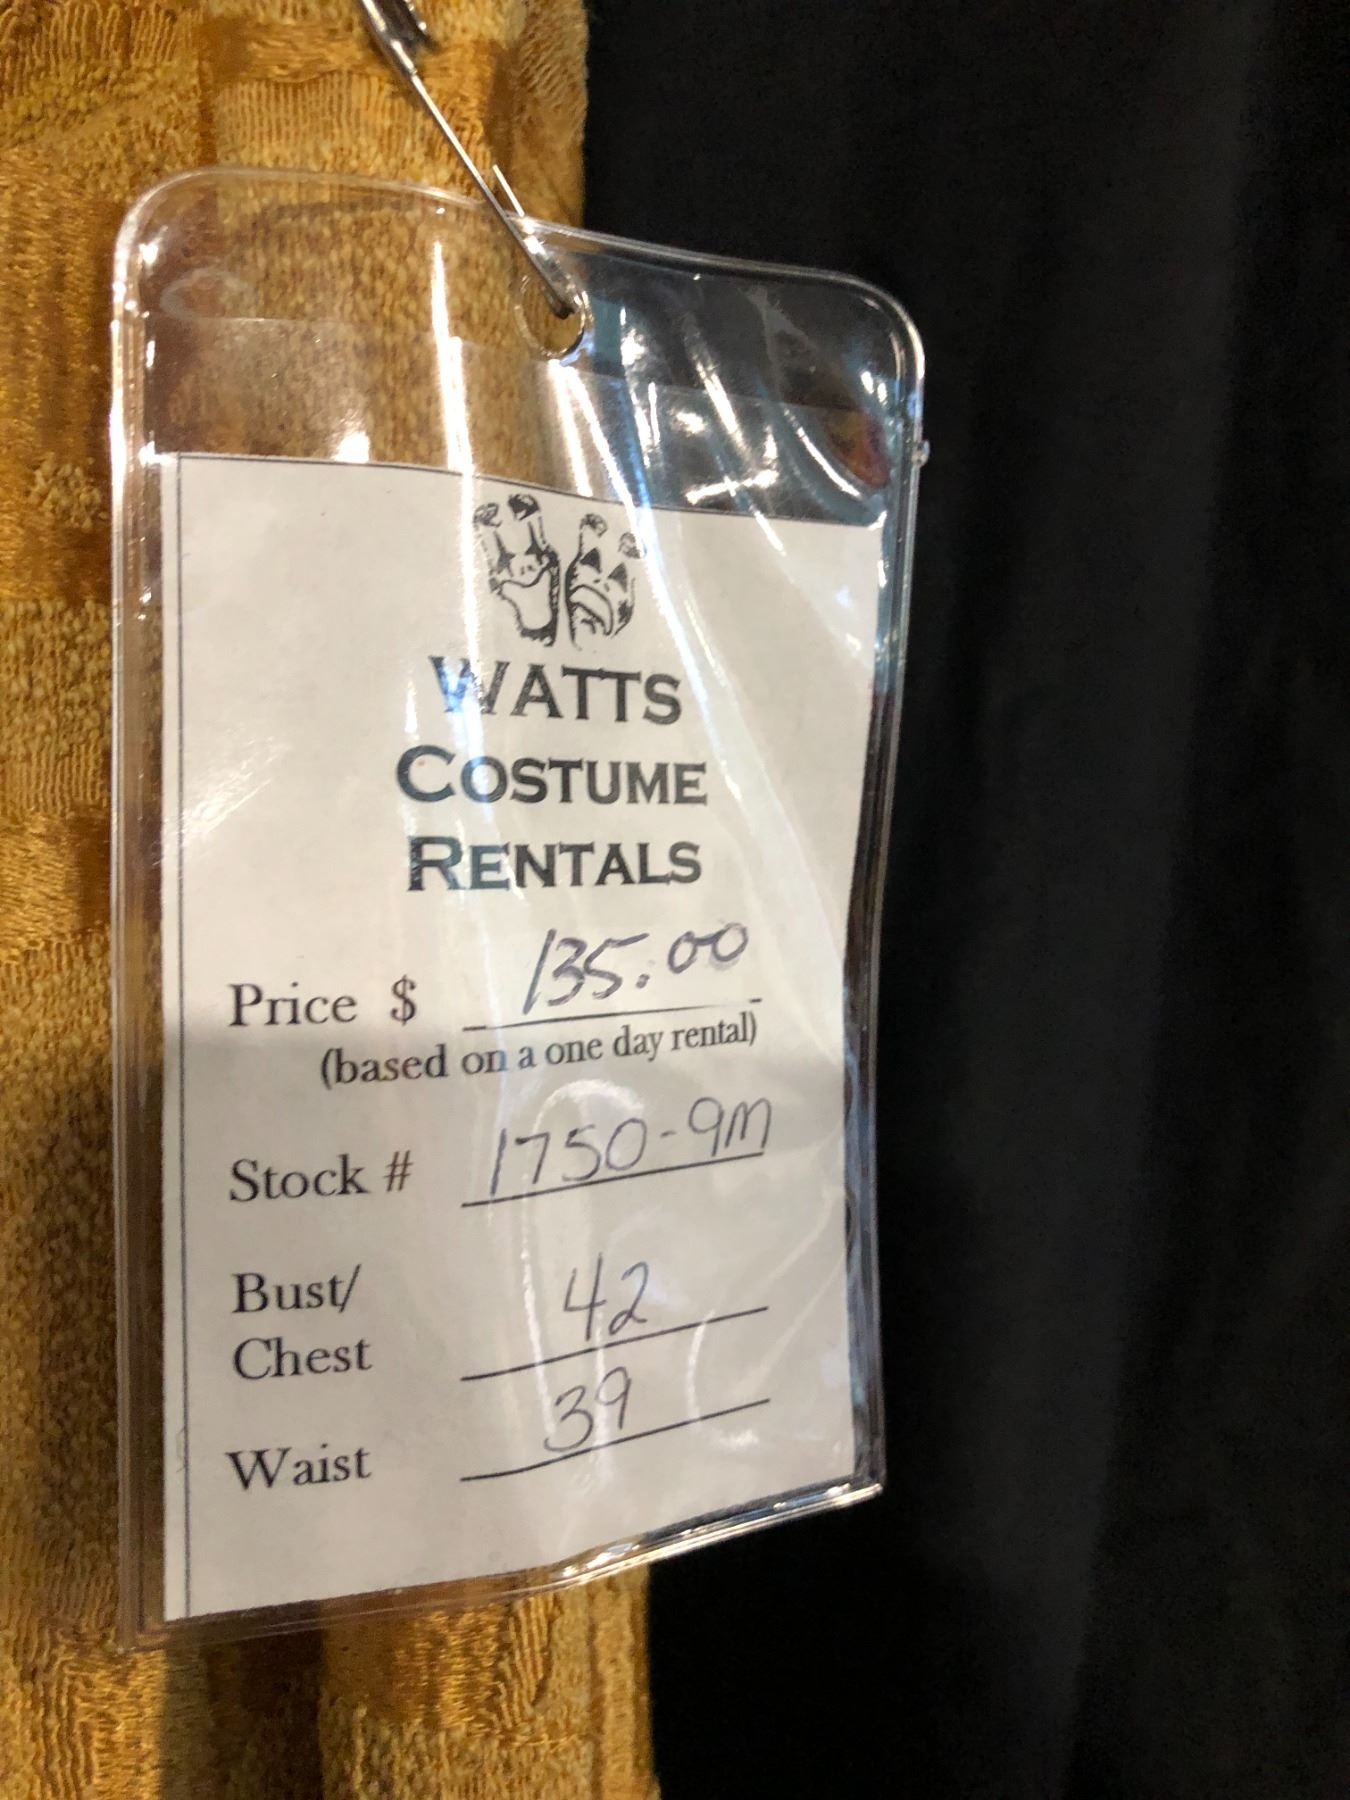 WATTS
COSTUME
RENTALS
Price $ 135.00
(based on a one day rental)
Stock # 1750-9M
Bust/
Chest 42
Waist 39